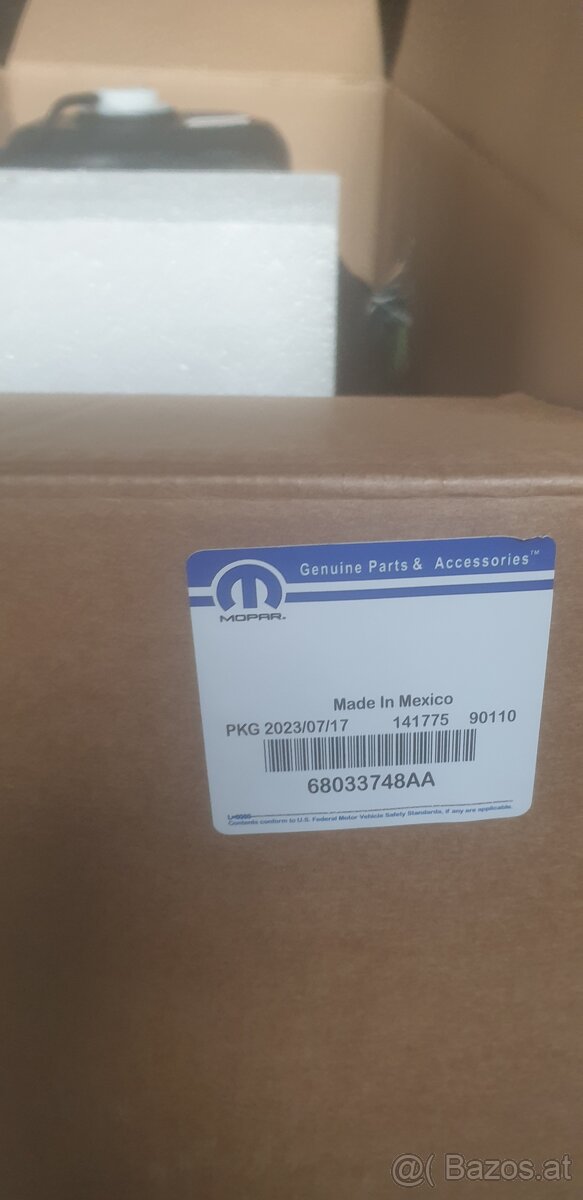 Genuine Parts & Accessories™
MOPAR®
Made In Mexico
PKG 2023/07/17 141775 90110
68033748AA
Contents conform to U.S. Federal Motor Vehicle Safety Standards, if any are applicable.
@( Bazos.at